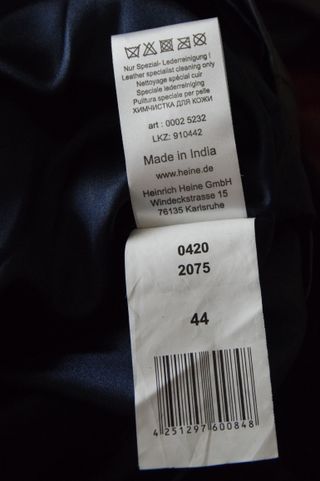 Nur Spezial- Lederreinigung !
Leather specialist cleaning only
Nettoyage spécial cuir
Speciale lederreiniging
Pulitura speciale per pelle
ХИМЧИСТКА ДЛЯ КОЖИ
art : 0002 5232
LKZ: 910442
Made in India
www.heine.de
Heinrich Heine GmbH
Windeckstrasse 15
76135 Karlsruhe
0420
2075
44
4 251297 600848